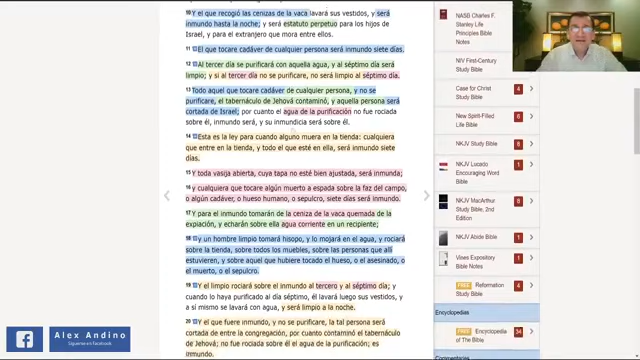 10 Y el que recogió las cenizas de la vaca lavará sus vestidos, y será
inmundo hasta la noche; y será estatuto perpetuo para los hijos de
Israel, y para el extranjero que mora entre ellos.
11 El que tocare cadáver de cualquier persona será inmundo siete días.
12 Al tercer día se purificará con aquella agua, y al séptimo día será
limpio; y si al tercer día no se purificare, no será limpio al séptimo día.
13 Todo aquel que tocare cadáver de cualquier persona, y no se
purificare, el tabernáculo de Jehová contaminó, y aquella persona será
cortada de Israel; por cuanto el agua de la purificación no fue rociada
sobre él, inmundo será, y su inmundicia será sobre él.
14 Esta es la ley para cuando alguno muera en la tienda: cualquiera
que entre en la tienda, y todo el que esté en ella, será inmundo siete
días.
15 Y toda vasija abierta, cuya tapa no esté bien ajustada, será inmunda;
16 y cualquiera que tocare algún muerto a espada sobre la faz del campo,
o algún cadáver, o hueso humano, o sepulcro, siete días será inmundo.
17 Y para el inmundo tomarán de la ceniza de la vaca quemada de la
expiación, y echarán sobre ella agua corriente en un recipiente;
18 y un hombre limpio tomará hisopo, y lo mojará en el agua, y rociará
sobre la tienda, sobre todos los muebles, sobre las personas que allí
estuvieren, y sobre aquel que hubiere tocado el hueso, o el asesinado, o
el muerto, o el sepulcro.
19 Y el limpio rociará sobre el inmundo al tercero y al séptimo día; y
cuando lo haya purificado al día séptimo, él lavará luego sus vestidos, y
a sí mismo se lavará con agua, y será limpio a la noche.
20 Y el que fuere inmundo, y no se purificare, la tal persona será
cortada de entre la congregación, por cuanto contaminó el tabernáculo
de Jehová; no fue rociada sobre él el agua de la purificación; es
inmundo.
NASB Charles F.
Stanley Life
Principles Bible
Notes
NIV First-Century
Study Bible
Case for Christ
Study Bible
4
New Spirit-Filled
Life Bible
6
NKJV Study Bible
4
NKJV Lucado
Encouraging Word
Bible
1
NKJV MacArthur
Study Bible, 2nd
Edition
8
NKJV Abide Bible
1
Vines Expository
Bible Notes
1
FREE Reformation
Study Bible
4
Encyclopedias
FREE Encyclopedia
of The Bible
54
Commentaries
Alex Andino
Sígueme en Facebook